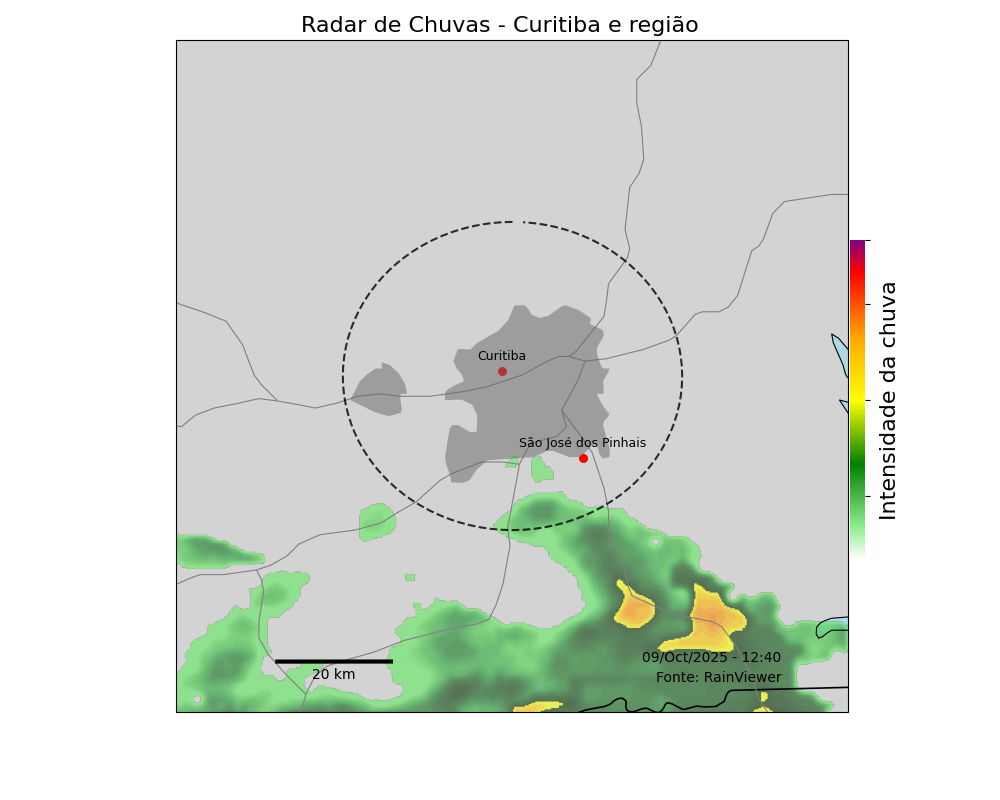 Radar de Chuvas - Curitiba e região
Curitiba
São José dos Pinhais
Intensidade da chuva
09/Oct/2025 - 12:40
20 km
Fonte: RainViewer